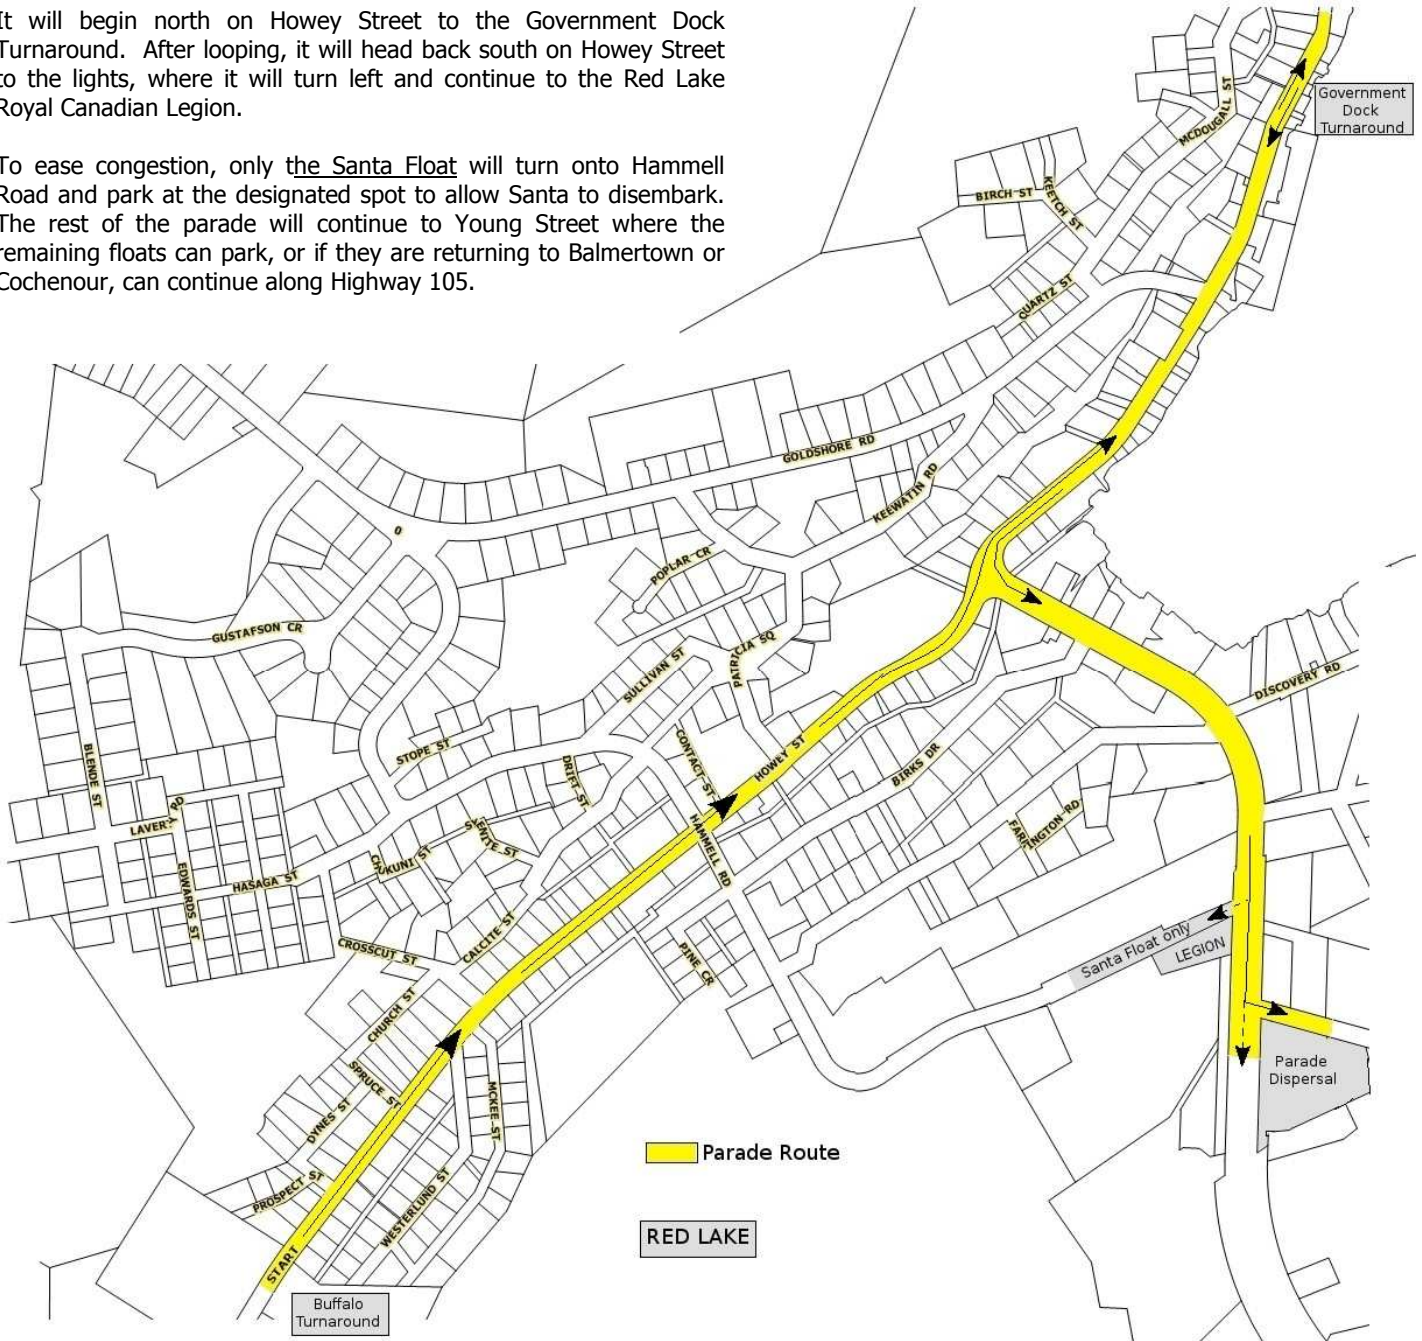 It will begin north on Howey Street to the Government Dock
Turnaround. After looping, it will head back south on Howey Street
to the lights, where it will turn left and continue to the Red Lake
Royal Canadian Legion.
To ease congestion, only the Santa Float will turn onto Hammell
Road and park at the designated spot to allow Santa to disembark.
The rest of the parade will continue to Young Street where the
remaining floats can park, or if they are returning to Balmertown or
Cochenour, can continue along Highway 105.
Government
Dock
Turnaround
MCDOUGALL ST
BIRCH ST
KEETCH ST
QUARTZ ST
GOLDSHORE RD
KEEWATIN RD
0
POPLAR CR
GUSTAFSON CR
PATRICIA SQ
SULLIVAN ST
DISCOVERY RD
STOPE ST
BLENDE ST
CONTACT ST
HOWEY ST
BIRKS DR
DRIFT ST
LAVERTY RD
HAMMELL RD
SYENITE ST
CHUKUNI ST
HASAGA ST
EDWARDS ST
CROSSCUT ST
CALCITE ST
PINE CR
Santa Float only
LEGION
CHURCH ST
SPRUCE ST
MCKEE ST
DYNES ST
Parade
Dispersal
PROSPECT ST
WESTERLUND ST
START
Parade Route
RED LAKE
Buffalo
Turnaround